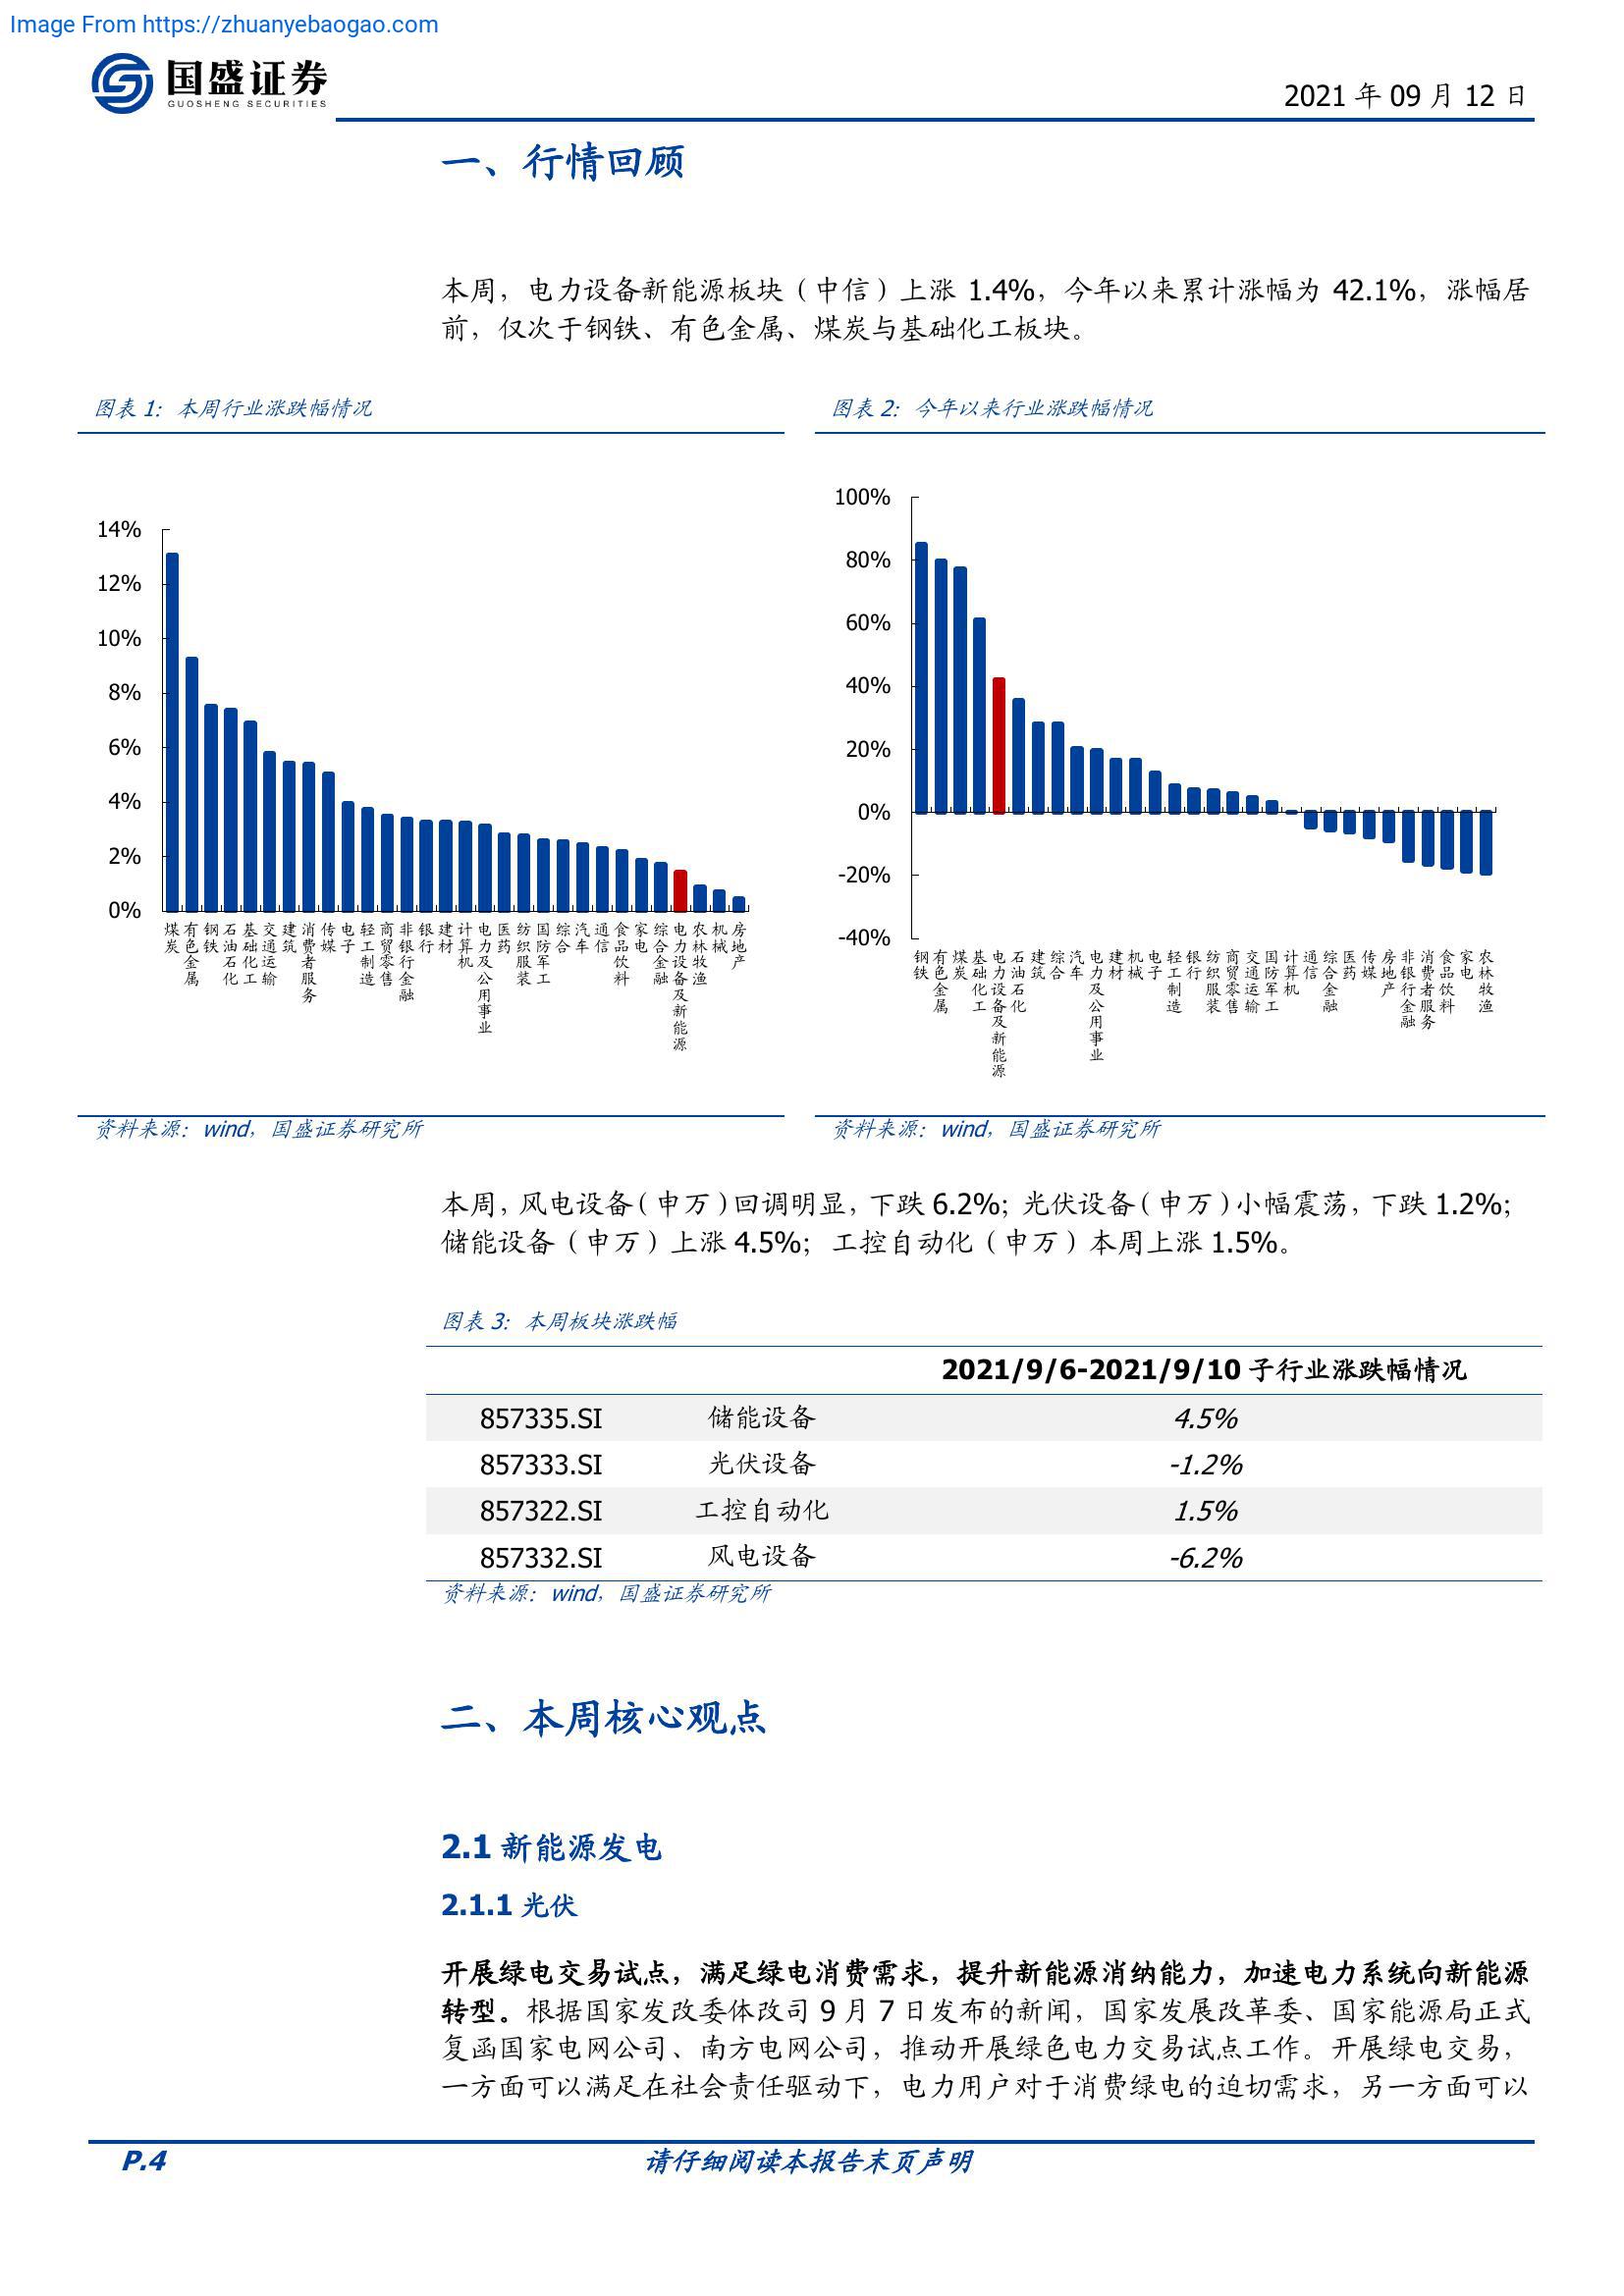 Image From https://zhuanyebaogao.com
国盛证券
GUOSHENG SECURITIES
2021 年 09 月 12 日
一、行情回顾
本周，电力设备新能源板块（中信）上涨 1.4%，今年以来累计涨幅为 42.1%，涨幅居
前，仅次于钢铁、有色金属、煤炭与基础化工板块。
图表 1：本周行业涨跌幅情况
14%
12%
10%
8%
6%
4%
2%
0%
煤炭
有色金属
钢铁
石油石化
基础化工
交通运输
建筑
消费者服务
传媒
电子
轻工制造
商贸零售
非银行金融
银行
建材
计算机
电力及公用事业
医药
纺织服装
国防军工
综合
汽车
通信
食品饮料
家电
综合金融
电力设备及新能源
农林牧渔
机械
房地产
资料来源：wind，国盛证券研究所
图表 2：今年以来行业涨跌幅情况
100%
80%
60%
40%
20%
0%
-20%
-40%
钢铁
有色金属
煤炭
基础化工
电力设备及新能源
石油石化
建筑
综合
汽车
电力及公用事业
建材
机械
电子
轻工制造
银行
纺织服装
商贸零售
交通运输
国防军工
计算机
通信
综合金融
医药
传媒
房地产
非银行金融
消费者服务
食品饮料
家电
农林牧渔
资料来源：wind，国盛证券研究所
本周，风电设备（申万）回调明显，下跌 6.2%；光伏设备（申万）小幅震荡，下跌 1.2%；
储能设备（申万）上涨 4.5%；工控自动化（申万）本周上涨 1.5%。
图表 3：本周板块涨跌幅
2021/9/6-2021/9/10 子行业涨跌幅情况
857335.SI 储能设备 4.5%
857333.SI 光伏设备 -1.2%
857322.SI 工控自动化 1.5%
857332.SI 风电设备 -6.2%
资料来源：wind，国盛证券研究所
二、本周核心观点
2.1 新能源发电
2.1.1 光伏
开展绿电交易试点，满足绿电消费需求，提升新能源消纳能力，加速电力系统向新能源
转型。根据国家发改委体改司 9 月 7 日发布的新闻，国家发展改革委、国家能源局正式
复函国家电网公司、南方电网公司，推动开展绿色电力交易试点工作。开展绿电交易，
一方面可以满足在社会责任驱动下，电力用户对于消费绿电的迫切需求，另一方面可以
P.4
请仔细阅读本报告末页声明